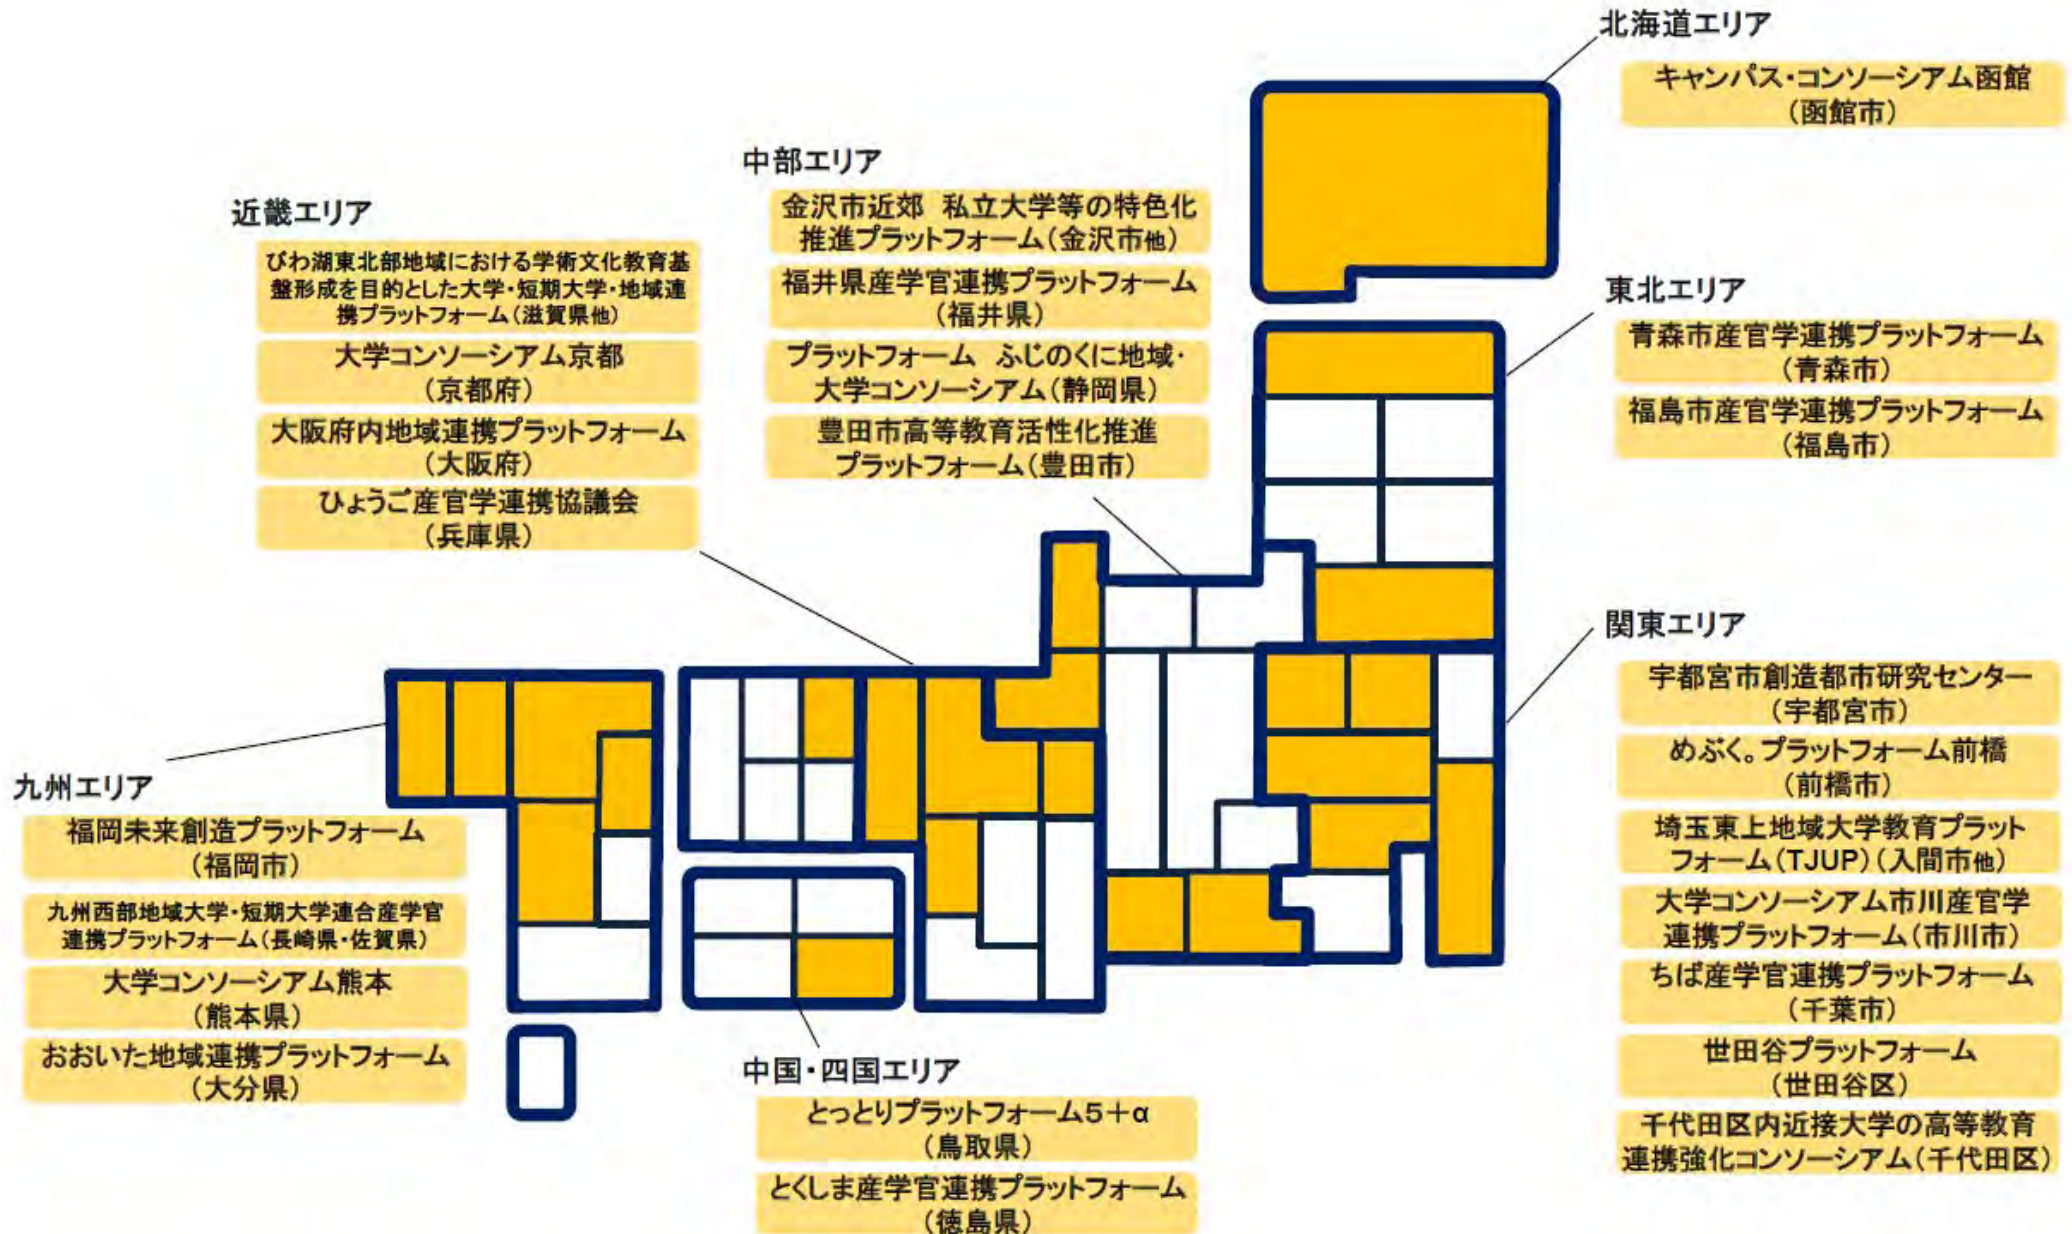 北海道エリア
キャンパス・コンソーシアム函館
（函館市）
東北エリア
青森市産官学連携プラットフォーム
（青森市）
福島市産官学連携プラットフォーム
（福島市）
関東エリア
宇都宮市創造都市研究センター
（宇都宮市）
めぶく。プラットフォーム前橋
（前橋市）
埼玉東上地域大学教育プラット
フォーム（TJUP）（入間市他）
大学コンソーシアム市川産官学
連携プラットフォーム（市川市）
ちば産学官連携プラットフォーム
（千葉市）
世田谷プラットフォーム
（世田谷区）
千代田区内近接大学の高等教育
連携強化コンソーシアム（千代田区）
中部エリア
金沢市近郊　私立大学等の特色化
推進プラットフォーム（金沢市他）
福井県産学官連携プラットフォーム
（福井県）
プラットフォーム　ふじのくに地域・
大学コンソーシアム（静岡県）
豊田市高等教育活性化推進
プラットフォーム（豊田市）
近畿エリア
びわ湖東北部地域における学術文化教育基
盤形成を目的とした大学・短期大学・地域連
携プラットフォーム（滋賀県他）
大学コンソーシアム京都
（京都府）
大阪府内地域連携プラットフォーム
（大阪府）
ひょうご産官学連携協議会
（兵庫県）
中国・四国エリア
とっとりプラットフォーム５＋α
（鳥取県）
とくしま産学官連携プラットフォーム
（徳島県）
九州エリア
福岡未来創造プラットフォーム
（福岡市）
九州西部地域大学・短期大学連合産学官
連携プラットフォーム（長崎県・佐賀県）
大学コンソーシアム熊本
（熊本県）
おおいた地域連携プラットフォーム
（大分県）